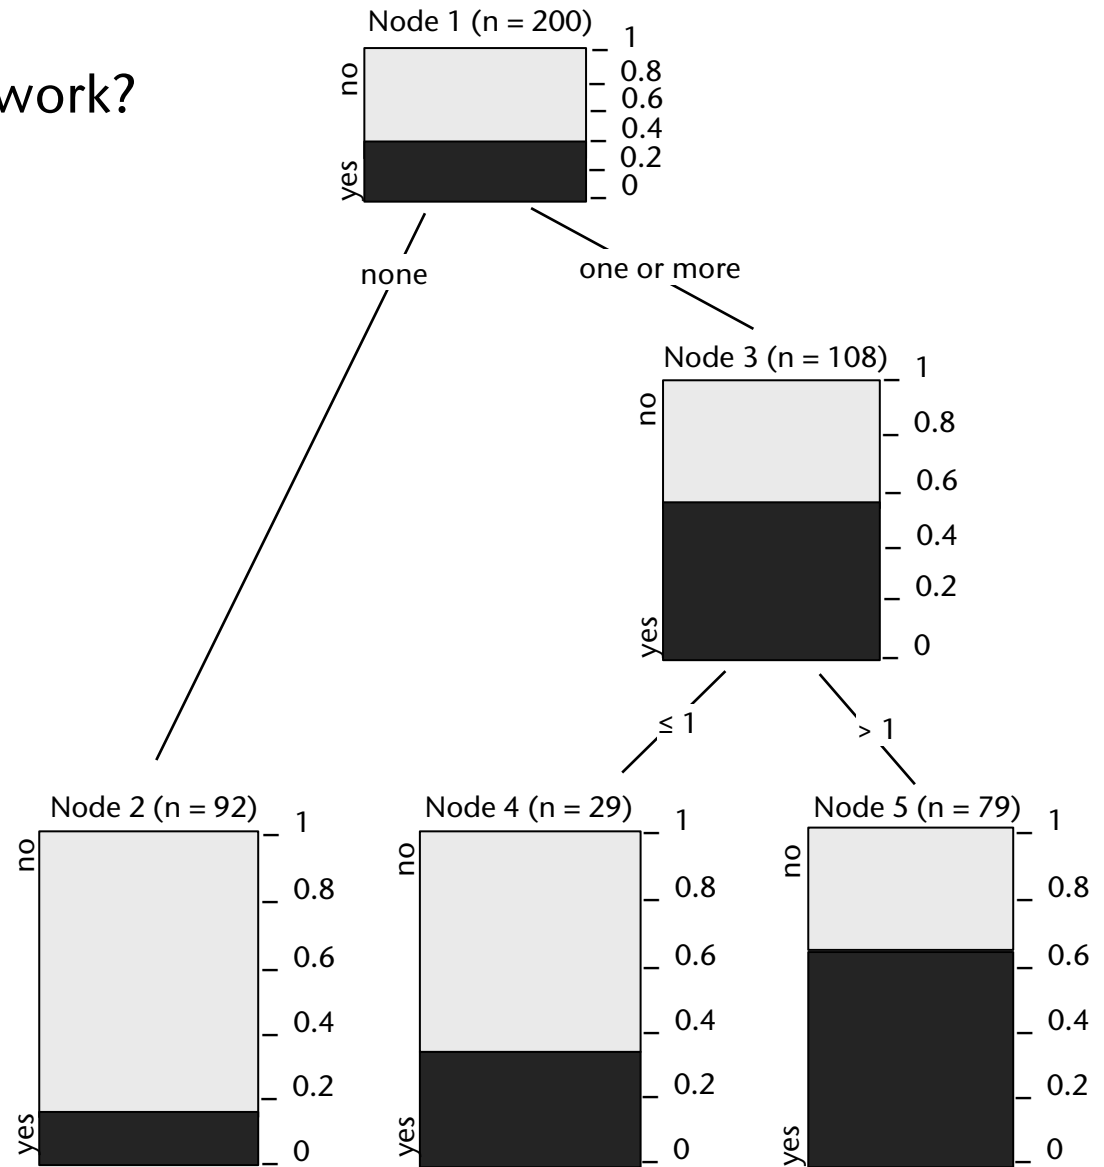 work?
Node 1 (n = 200)
no
yes
1
0.8
0.6
0.4
0.2
0
none
one or more
Node 3 (n = 108)
no
yes
1
0.8
0.6
0.4
0.2
0
≤ 1
> 1
Node 2 (n = 92)
no
yes
1
0.8
0.6
0.4
0.2
0
Node 4 (n = 29)
no
yes
1
0.8
0.6
0.4
0.2
0
Node 5 (n = 79)
no
yes
1
0.8
0.6
0.4
0.2
0